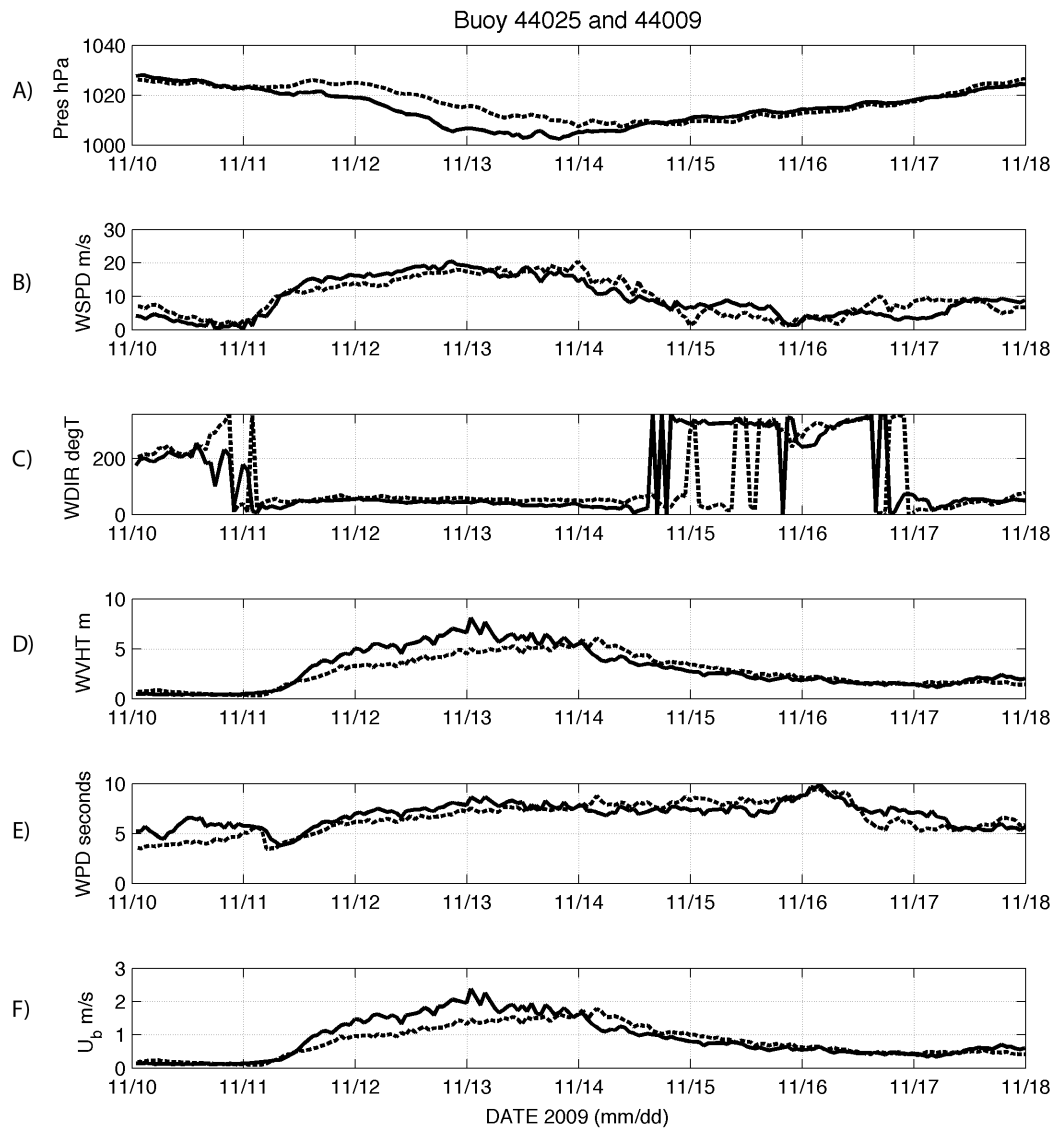 Buoy 44025 and 44009
A)
Pres hPa
1040
1020
1000
11/10 11/11 11/12 11/13 11/14 11/15 11/16 11/17 11/18
B)
WSPD m/s
30
20
10
0
11/10 11/11 11/12 11/13 11/14 11/15 11/16 11/17 11/18
C)
WDIR degT
200
0
11/10 11/11 11/12 11/13 11/14 11/15 11/16 11/17 11/18
D)
WVHT m
10
5
0
11/10 11/11 11/12 11/13 11/14 11/15 11/16 11/17 11/18
E)
WPD seconds
10
5
0
11/10 11/11 11/12 11/13 11/14 11/15 11/16 11/17 11/18
F)
Ub m/s
3
2
1
0
11/10 11/11 11/12 11/13 11/14 11/15 11/16 11/17 11/18
DATE 2009 (mm/dd)